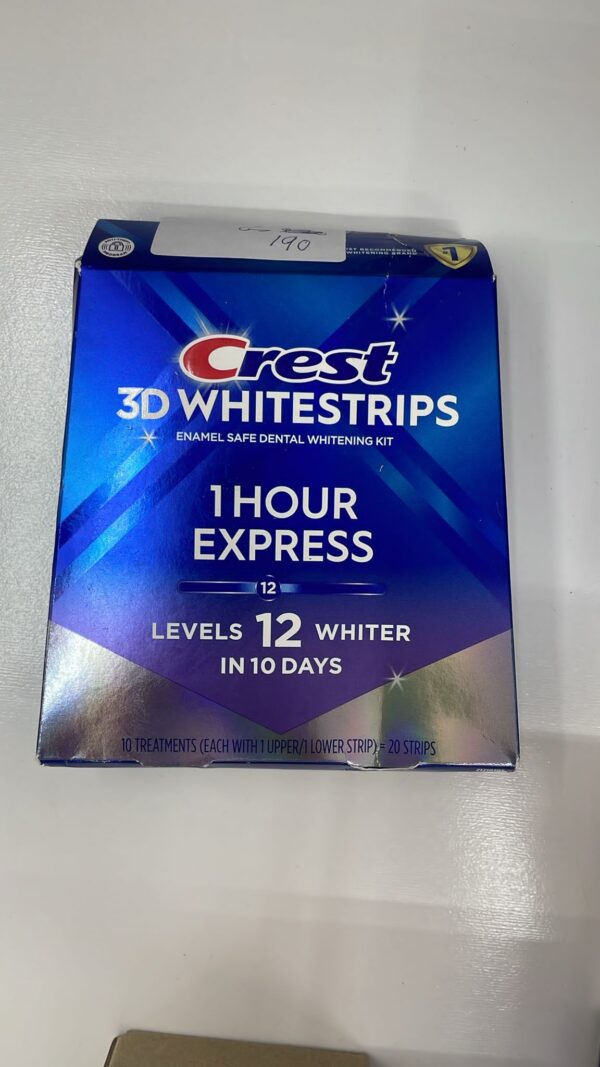 190
#1
Crest
3D WHITESTRIPS
ENAMEL SAFE DENTAL WHITENING KIT
1 HOUR
EXPRESS
12
LEVELS 12 WHITER
IN 10 DAYS
10 TREATMENTS (EACH WITH 1 UPPER/1 LOWER STRIP) = 20 STRIPS